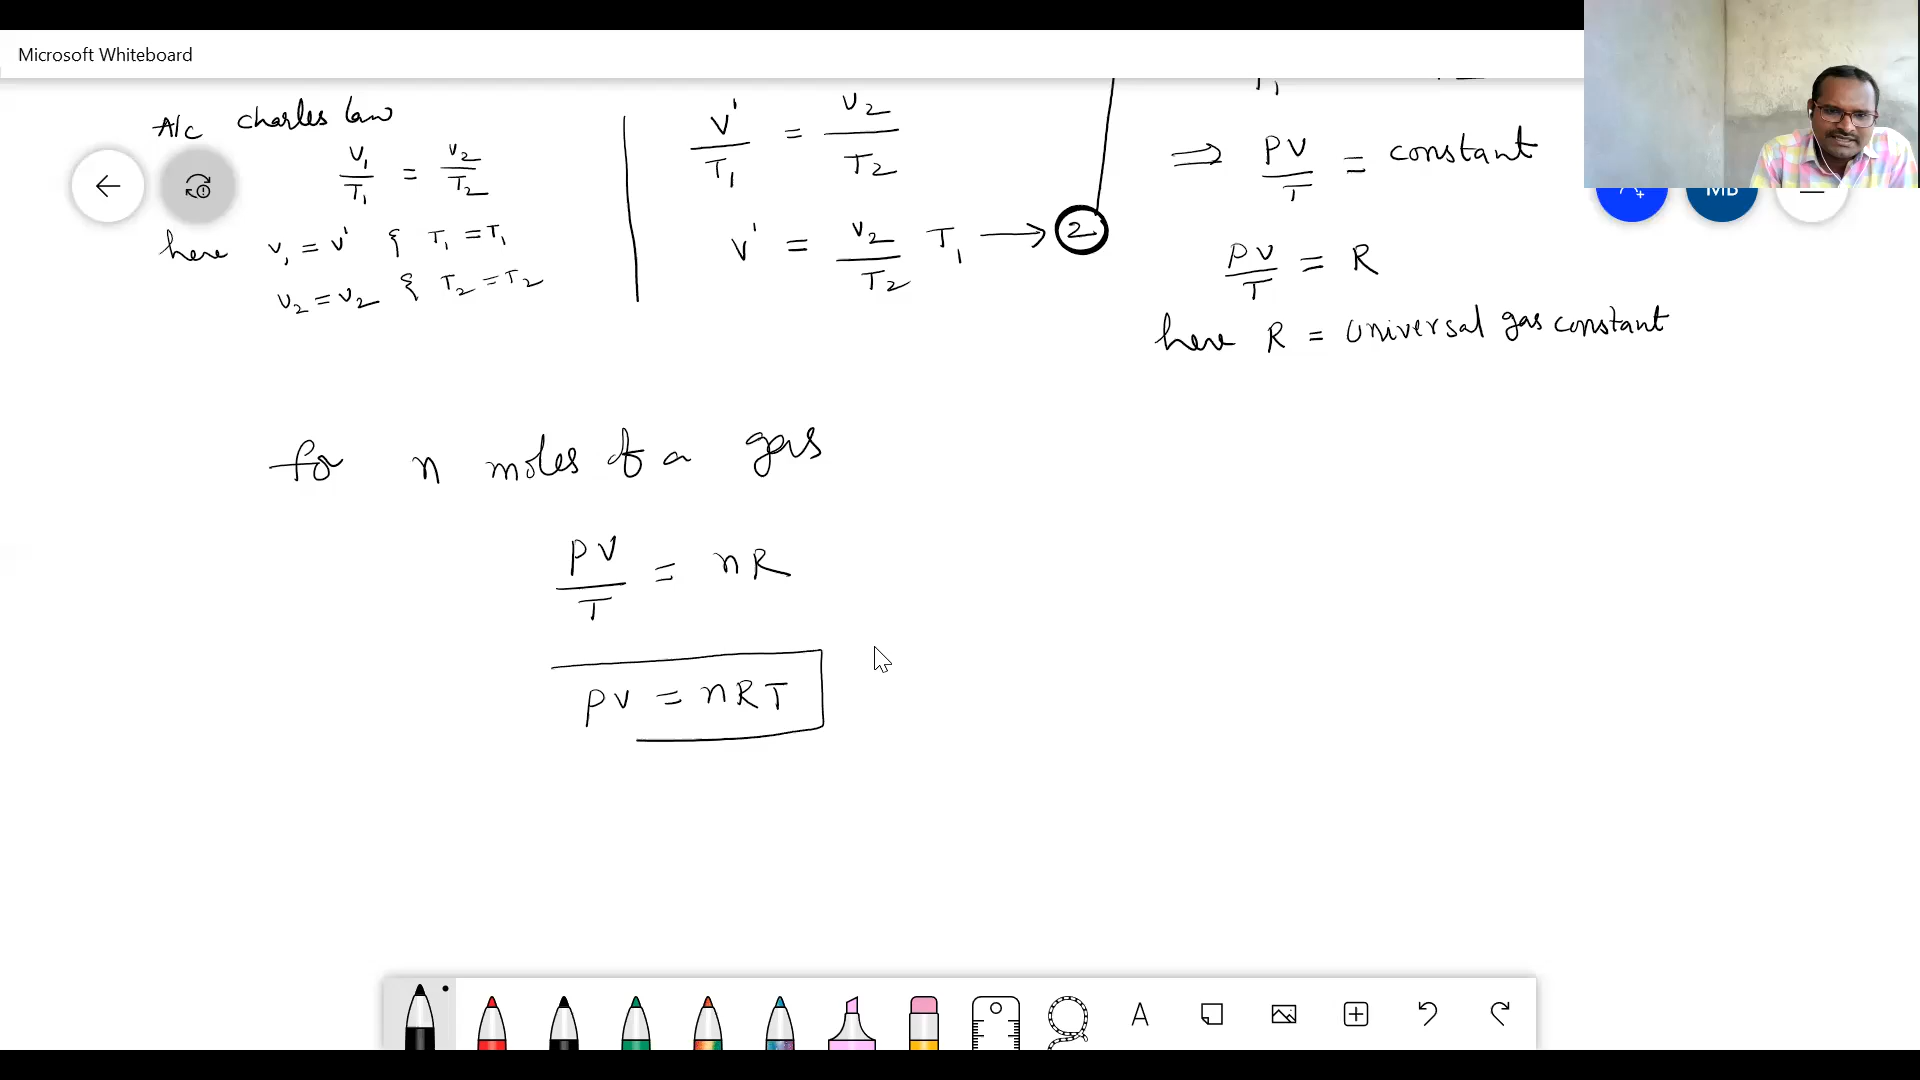 Microsoft Whiteboard
A/c charles law
V₁/T₁ = V₂/T₂
here V₁ = V' { T₁ = T₁
V₂ = V₂ { T₂ = T₂
V'/T₁ = V₂/T₂
V' = V₂/T₂ T₁ → 2
T₁
⇒ PV/T = constant
PV/T = R
here R = universal gas constant
for n moles of a gas
PV/T = nR
PV = nRT
MB
A